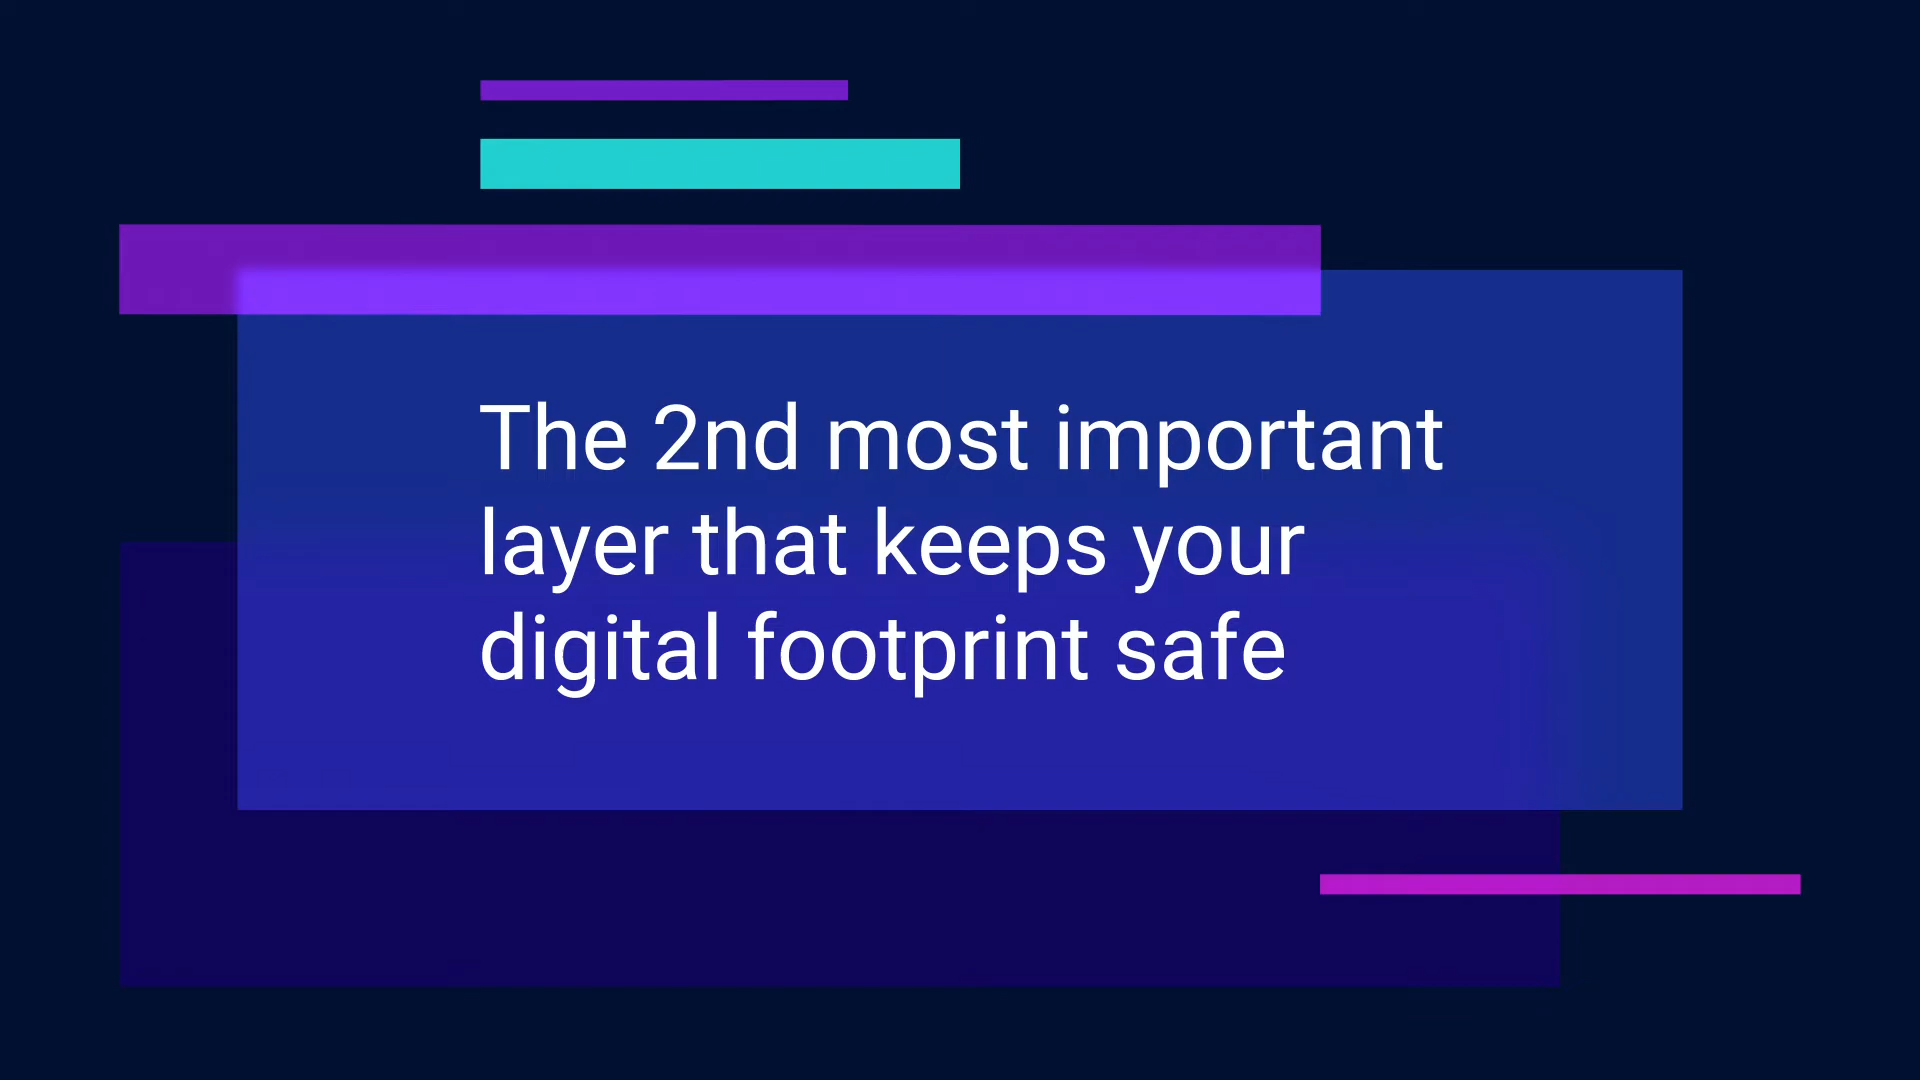 The 2nd most important
layer that keeps your
digital footprint safe